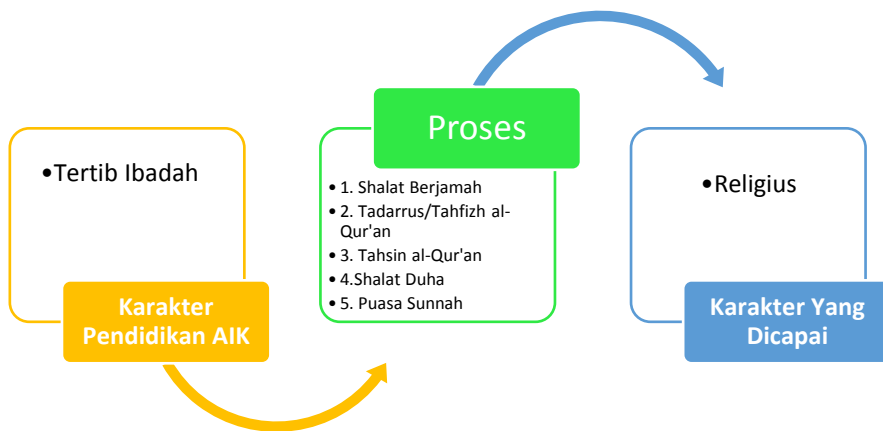 •Tertib Ibadah
Karakter
Pendidikan AIK
Proses
• 1. Shalat Berjamah
• 2. Tadarrus/Tahfizh al-
Qur'an
• 3. Tahsin al-Qur'an
• 4.Shalat Duha
• 5. Puasa Sunnah
•Religius
Karakter Yang
Dicapai